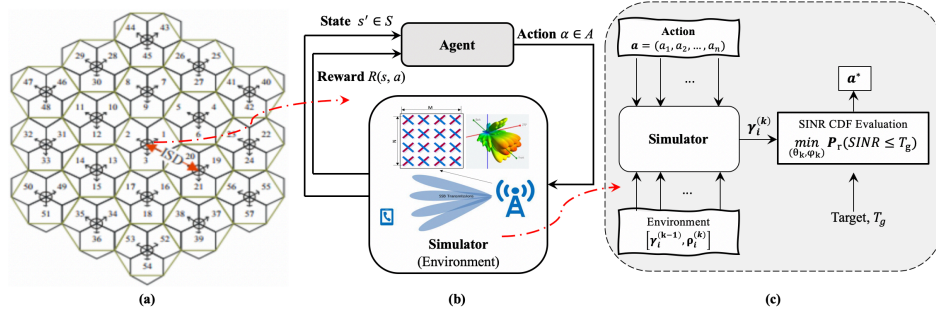 44 43
45
29 28 26 25
47 46 30 8 7 27 41 40
48 11 10 9 5 4 42
32 31 12 2 1 6 23 22
33 14 13 3 ISD 20 19 24
50 49 15 17 16 21 56 55
51 35 34 18 38 37 57
36 53 52 39
54
(a)
State s′ ∈ S
Action α ∈ A
Agent
Reward R(s, a)
M
N
Simulator
(Environment)
(b)
Action
a = (a₁, a₂, …, aₙ)
...
Simulator
γᵢ⁽ᵏ⁾
a*
SINR CDF Evaluation
min Pᵣ(SINR ≤ Tg)
(θₖ,φₖ)
...
Environment
[γᵢ⁽ᵏ⁻¹⁾, ρᵢ⁽ᵏ⁾]
Target, Tg
(c)